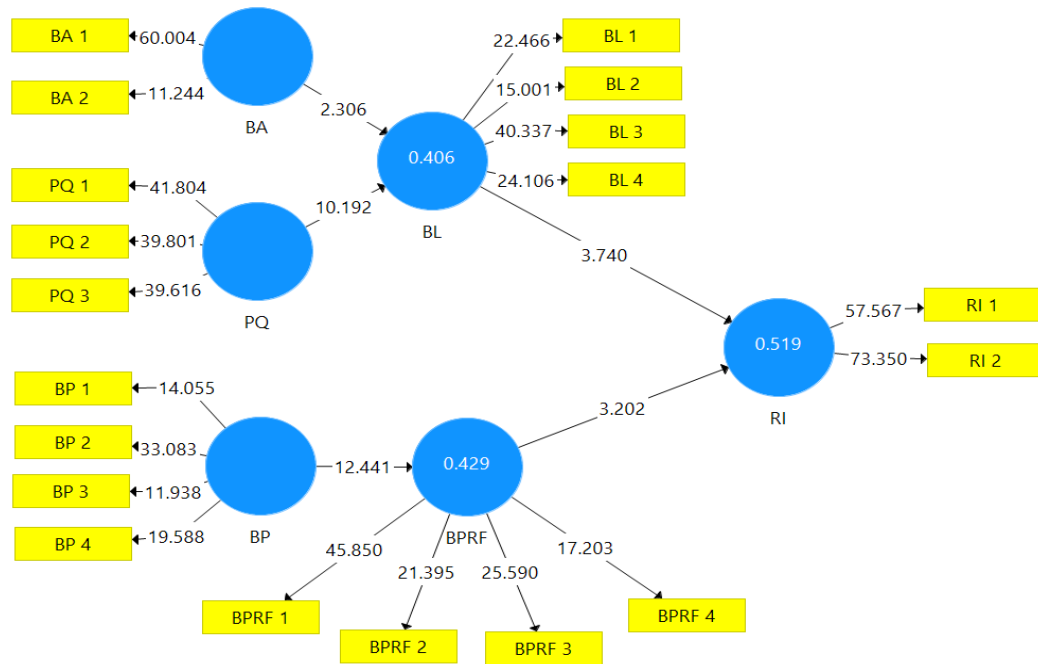 BA 1
60.004
BA 2
11.244
BA
2.306
BL 1
22.466
BL 2
15.001
BL 3
40.337
BL 4
24.106
0.406
BL
PQ 1
41.804
PQ 2
39.801
PQ 3
39.616
PQ
10.192
3.740
RI 1
57.567
RI 2
73.350
0.519
RI
BP 1
14.055
BP 2
33.083
BP 3
11.938
BP 4
19.588
BP
12.441
0.429
BPRF
3.202
45.850
21.395
25.590
17.203
BPRF 1
BPRF 2
BPRF 3
BPRF 4